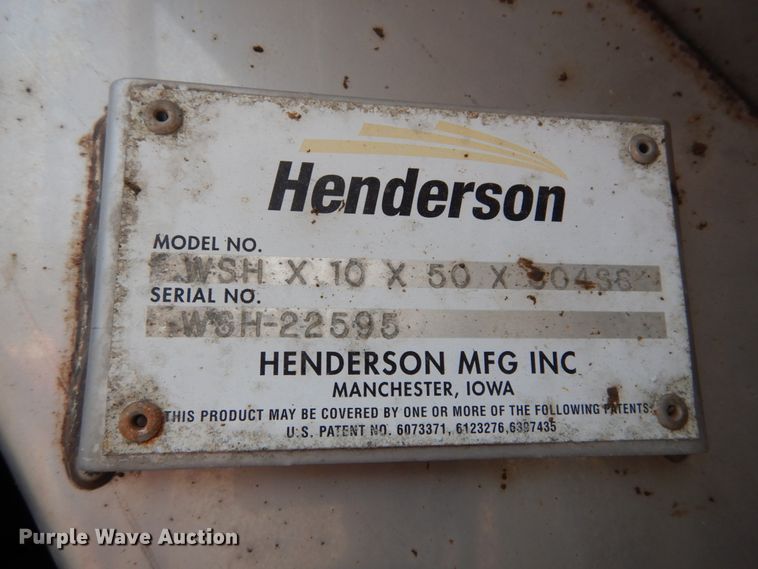 Henderson
MODEL NO.
WSH X 10 X 50 X
SERIAL NO.
WSH-22595
HENDERSON MFG INC
MANCHESTER, IOWA
THIS PRODUCT MAY BE COVERED BY ONE OR MORE OF THE FOLLOWING PATENTS:
U.S. PATENT NO. 6073371, 6123276,
Purple Wave Auction